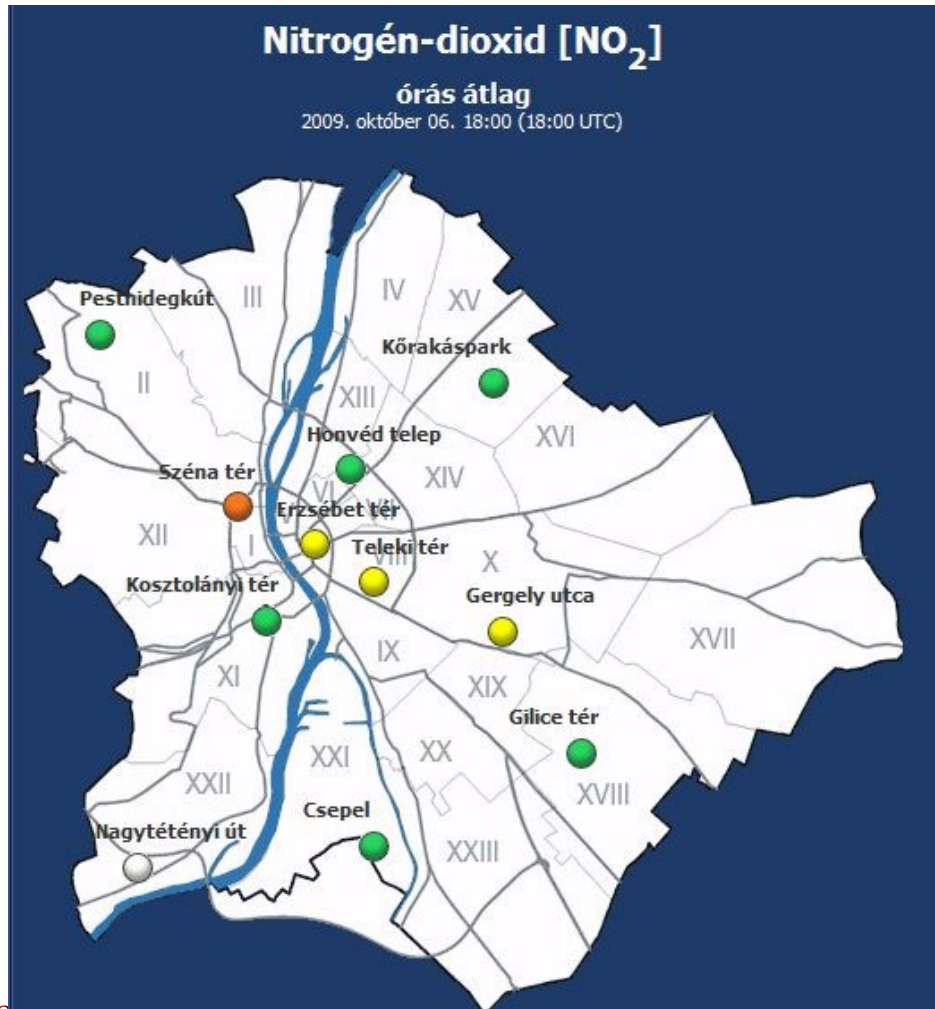 Nitrogén-dioxid [NO₂]
órás átlag
2009. október 06. 18:00 (18:00 UTC)
III
IV
XV
Pesthidegkút
Kőrakáspark
II
XIII
XVI
Honvéd telep
Széna tér
XIV
VI
V
VII
Erzsébet tér
XII
I
Teleki tér
VIII
X
Kosztolányi tér
Gergely utca
XVII
IX
XI
XIX
Gilice tér
XX
XXI
XXII
XVIII
Csepel
Nagytétényi út
XXIII